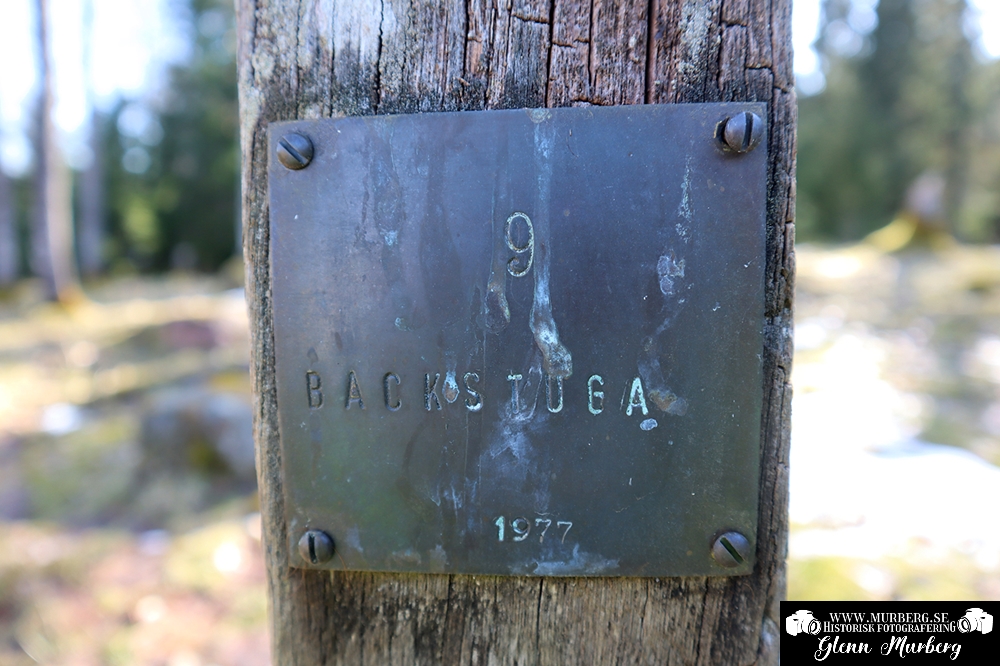 9
BACKSTUGA
1977
WWW.MURBERG.SE
HISTORISK FOTOGRAFERING
Glenn Murberg